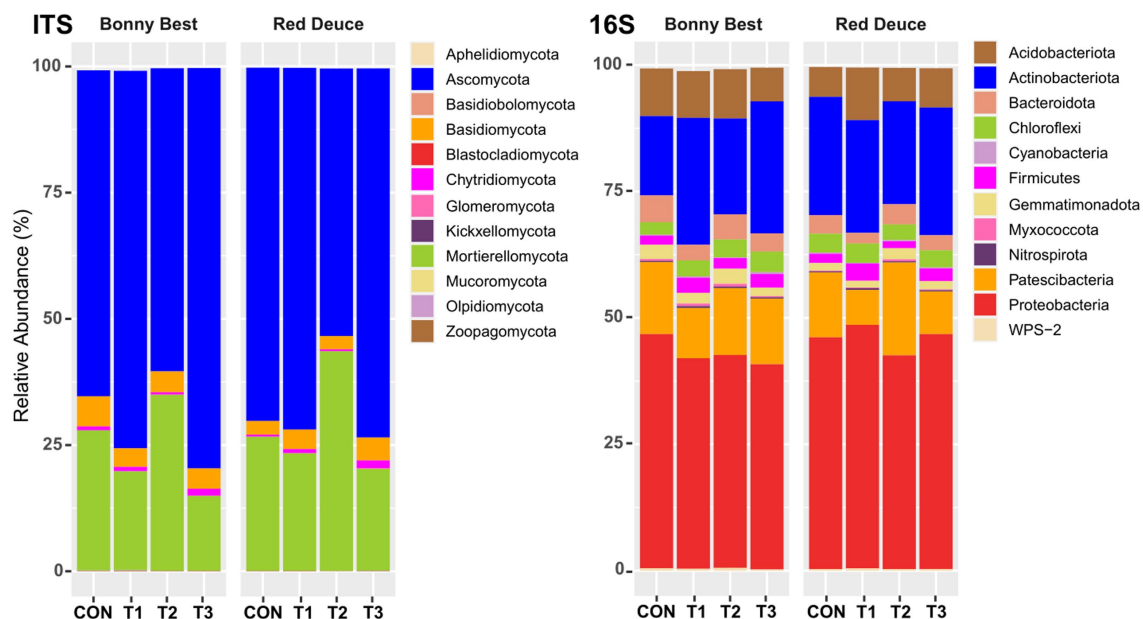 ITS
Bonny Best
Red Deuce
Relative Abundance (%)
100
75
50
25
0
CON T1 T2 T3
CON T1 T2 T3
Aphelidiomycota
Ascomycota
Basidiobolomycota
Basidiomycota
Blastocladiomycota
Chytridiomycota
Glomeromycota
Kickxellomycota
Mortierellomycota
Mucoromycota
Olpidiomycota
Zoopagomycota
16S
Bonny Best
Red Deuce
100
75
50
25
0
CON T1 T2 T3
CON T1 T2 T3
Acidobacteriota
Actinobacteriota
Bacteroidota
Chloroflexi
Cyanobacteria
Firmicutes
Gemmatimonadota
Myxococcota
Nitrospirota
Patescibacteria
Proteobacteria
WPS−2